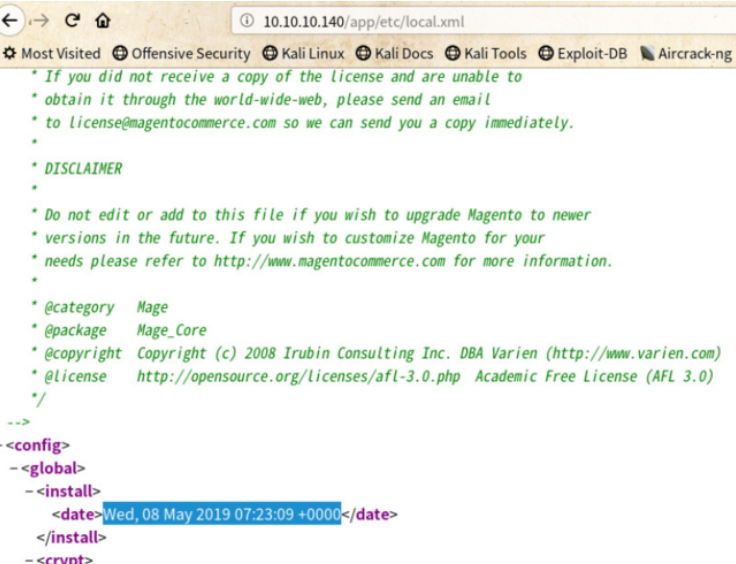 10.10.10.140/app/etc/local.xml
Most Visited Offensive Security Kali Linux Kali Docs Kali Tools Exploit-DB Aircrack-ng
* If you did not receive a copy of the license and are unable to
* obtain it through the world-wide-web, please send an email
* to license@magentocommerce.com so we can send you a copy immediately.
*
* DISCLAIMER
*
* Do not edit or add to this file if you wish to upgrade Magento to newer
* versions in the future. If you wish to customize Magento for your
* needs please refer to http://www.magentocommerce.com for more information.
*
* @category Mage
* @package Mage_Core
* @copyright Copyright (c) 2008 Irubin Consulting Inc. DBA Varien (http://www.varien.com)
* @license http://opensource.org/licenses/afl-3.0.php Academic Free License (AFL 3.0)
*/
-->
-<config>
-<global>
-<install>
<date>Wed, 08 May 2019 07:23:09 +0000</date>
</install>
-<crypt>